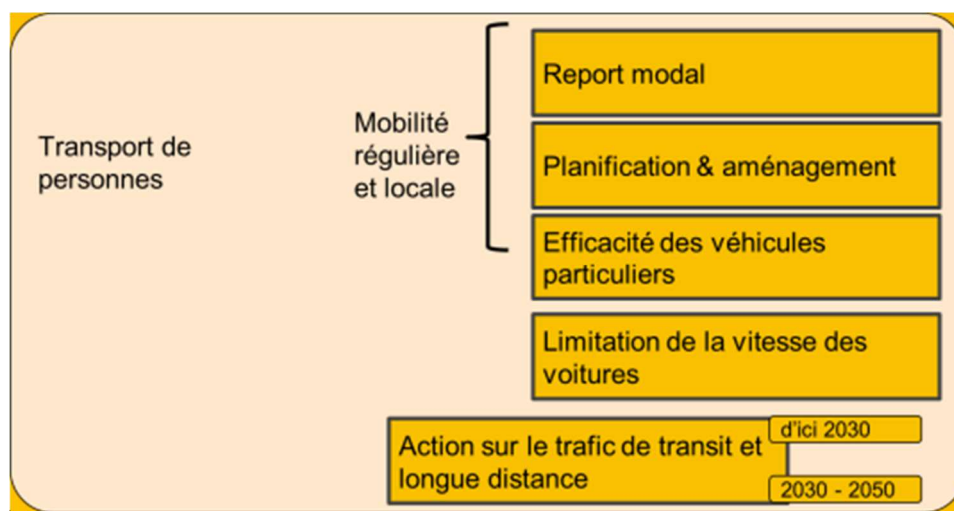 Transport de
personnes
Mobilité
régulière
et locale
Report modal
Planification & aménagement
Efficacité des véhicules
particuliers
Limitation de la vitesse des
voitures
Action sur le trafic de transit et
longue distance
d'ici 2030
2030 - 2050